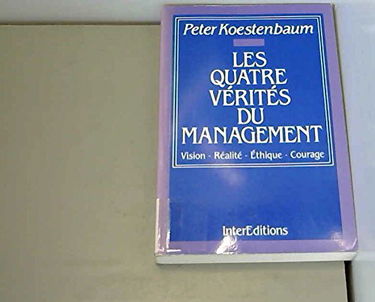 Peter Koestenbaum
LES
QUATRE
VÉRITÉS
DU
MANAGEMENT
Vision - Réalité - Éthique - Courage
InterEditions